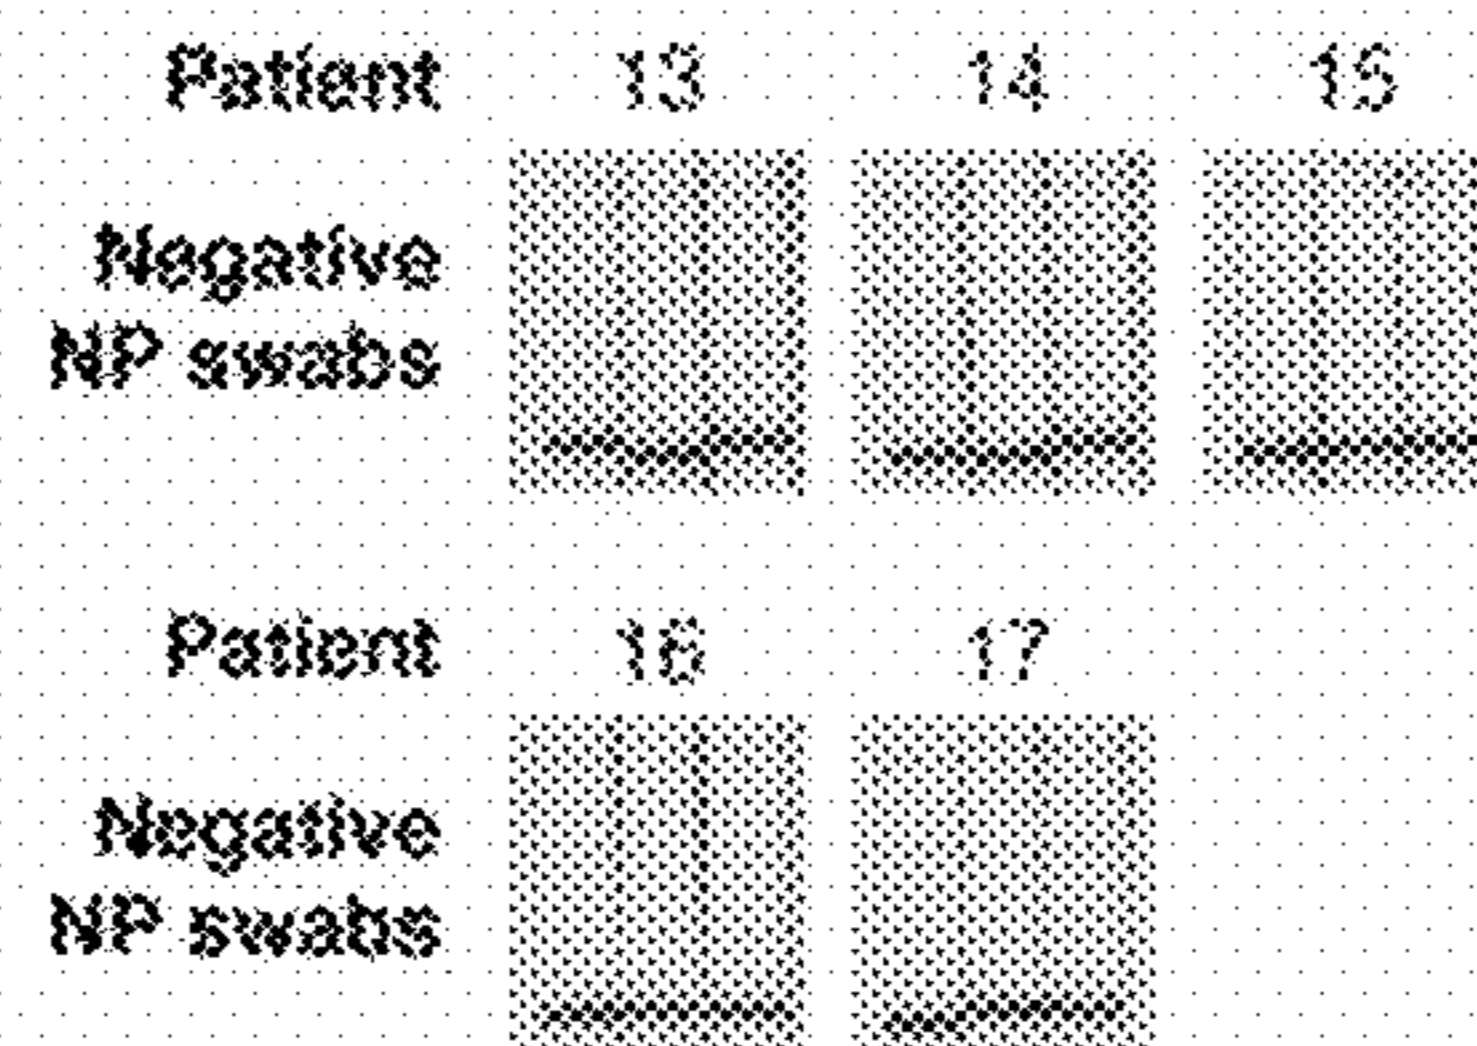 Patient 13 14 15
Negative
NP swabs
Patient 16 17
Negative
NP swabs